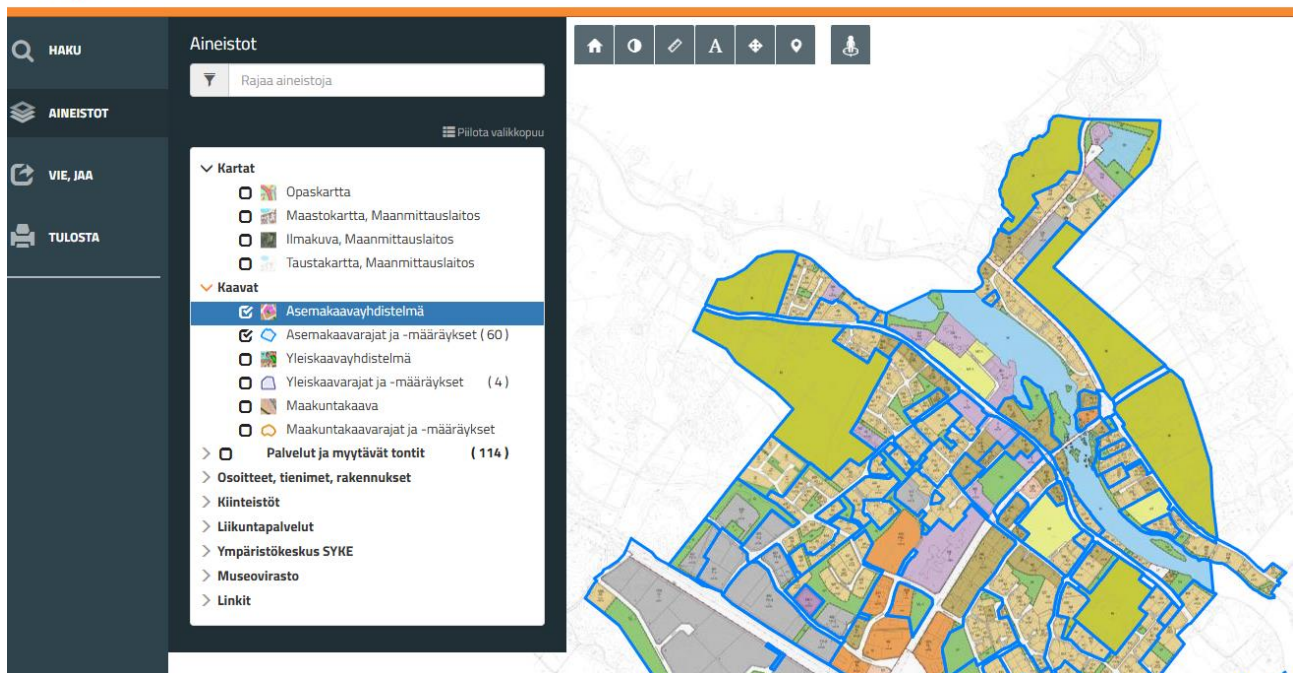 HAKU
AINEISTOT
VIE, JAA
TULOSTA
Aineistot
Rajaa aineistoja
Piilota valikkopuu
Kartat
Opaskartta
Maastokartta, Maanmittauslaitos
Ilmakuva, Maanmittauslaitos
Taustakartta, Maanmittauslaitos
Kaavat
Asemakaavayhdistelmä
Asemakaavarajat ja -määräykset ( 60 )
Yleiskaavayhdistelmä
Yleiskaavarajat ja -määräykset ( 4 )
Maakuntakaava
Maakuntakaavarajat ja -määräykset
Palvelut ja myytävät tontit ( 114 )
Osoitteet, tienimet, rakennukset
Kiinteistöt
Liikuntapalvelut
Ympäristökeskus SYKE
Museovirasto
Linkit
A